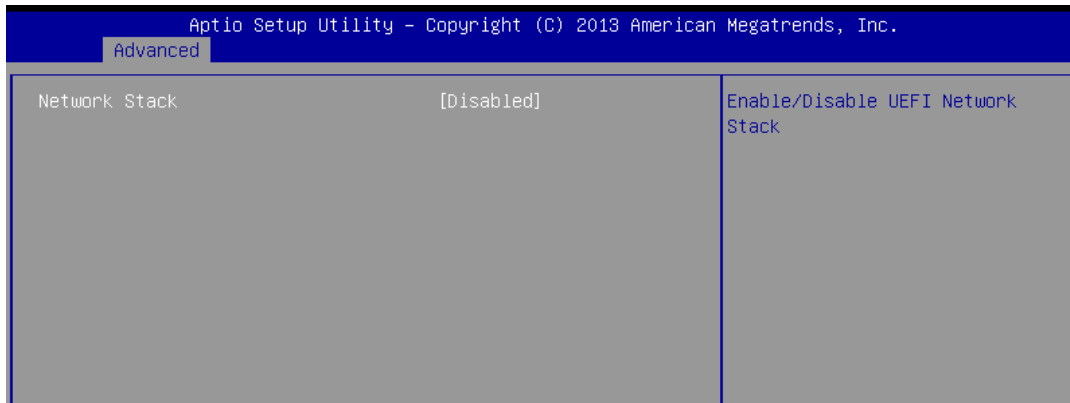 Aptio Setup Utility – Copyright (C) 2013 American Megatrends, Inc.
Advanced
Network Stack [Disabled]
Enable/Disable UEFI Network
Stack